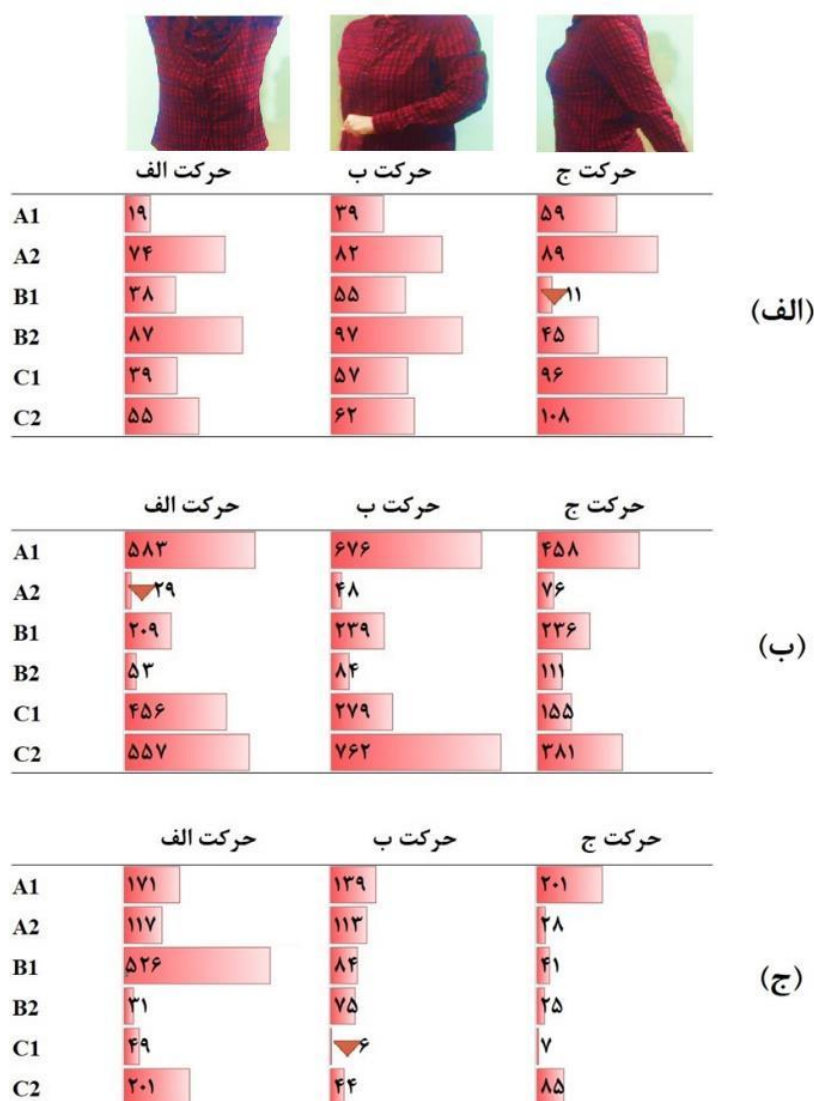 حرکت الف حرکت ب حرکت ج
A1 ۱۹ ۳۹ ۵۹
A2 ۷۴ ۸۲ ۸۹
B1 ۳۸ ۵۵ ۱۱
B2 ۸۷ ۹۷ ۴۵
C1 ۳۹ ۵۷ ۹۶
C2 ۵۵ ۶۲ ۱۰۸
(الف)
حرکت الف حرکت ب حرکت ج
A1 ۵۸۳ ۶۷۶ ۴۵۸
A2 ۲۹ ۴۸ ۷۶
B1 ۲۰۹ ۲۳۹ ۲۳۶
B2 ۵۳ ۸۴ ۱۱۱
C1 ۴۵۶ ۲۷۹ ۱۵۵
C2 ۵۵۷ ۷۶۲ ۳۸۱
(ب)
حرکت الف حرکت ب حرکت ج
A1 ۱۷۱ ۱۳۹ ۲۰۱
A2 ۱۱۷ ۱۱۳ ۲۸
B1 ۵۲۶ ۸۴ ۴۱
B2 ۳۱ ۷۵ ۲۵
C1 ۴۹ ۶ ۷
C2 ۲۰۱ ۴۴ ۸۵
(ج)